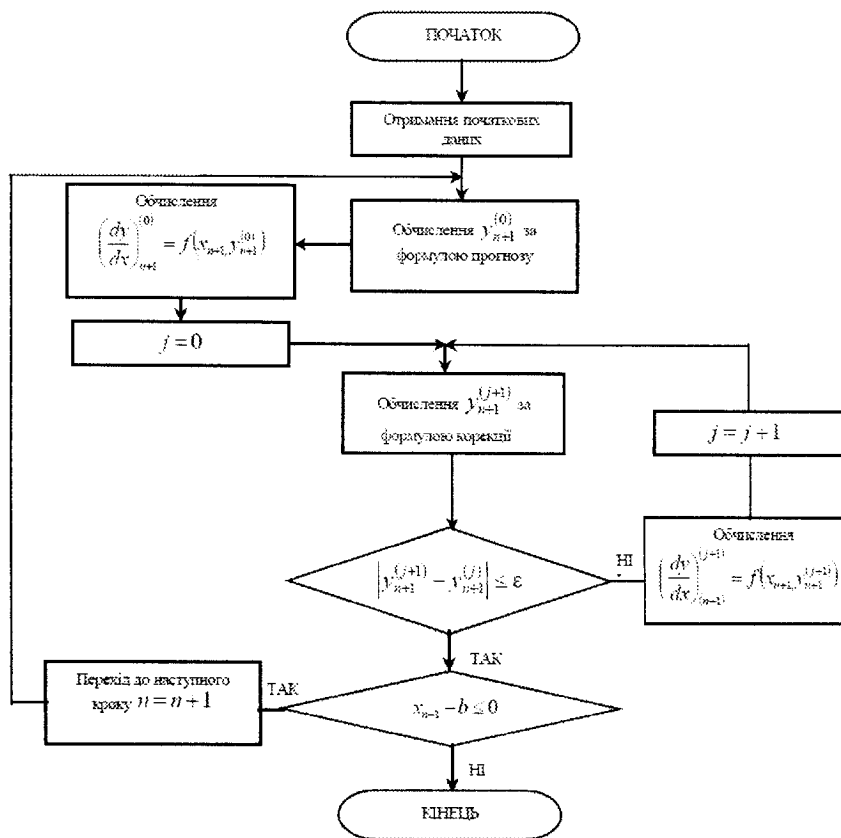 ПОЧАТОК
Отримання початкових
даних
Обчислення y_{n+1}^{(0)} за
формулою прогнозу
Обчислення
(dy/dx)_{n+1}^{(0)} = f(x_{n+1}, y_{n+1}^{(0)})
j = 0
Обчислення y_{n+1}^{(j+1)} за
формулою корекції
j = j + 1
|y_{n+1}^{(j+1)} − y_{n+1}^{(j)}| ≤ ε
НІ
Обчислення
(dy/dx)_{(n+1)}^{(j+1)} = f(x_{n+1}, y_{n+1}^{(j+1)})
ТАК
x_{n+1} − b ≤ 0
ТАК
Перехід до наступного
кроку n = n + 1
НІ
КІНЕЦЬ